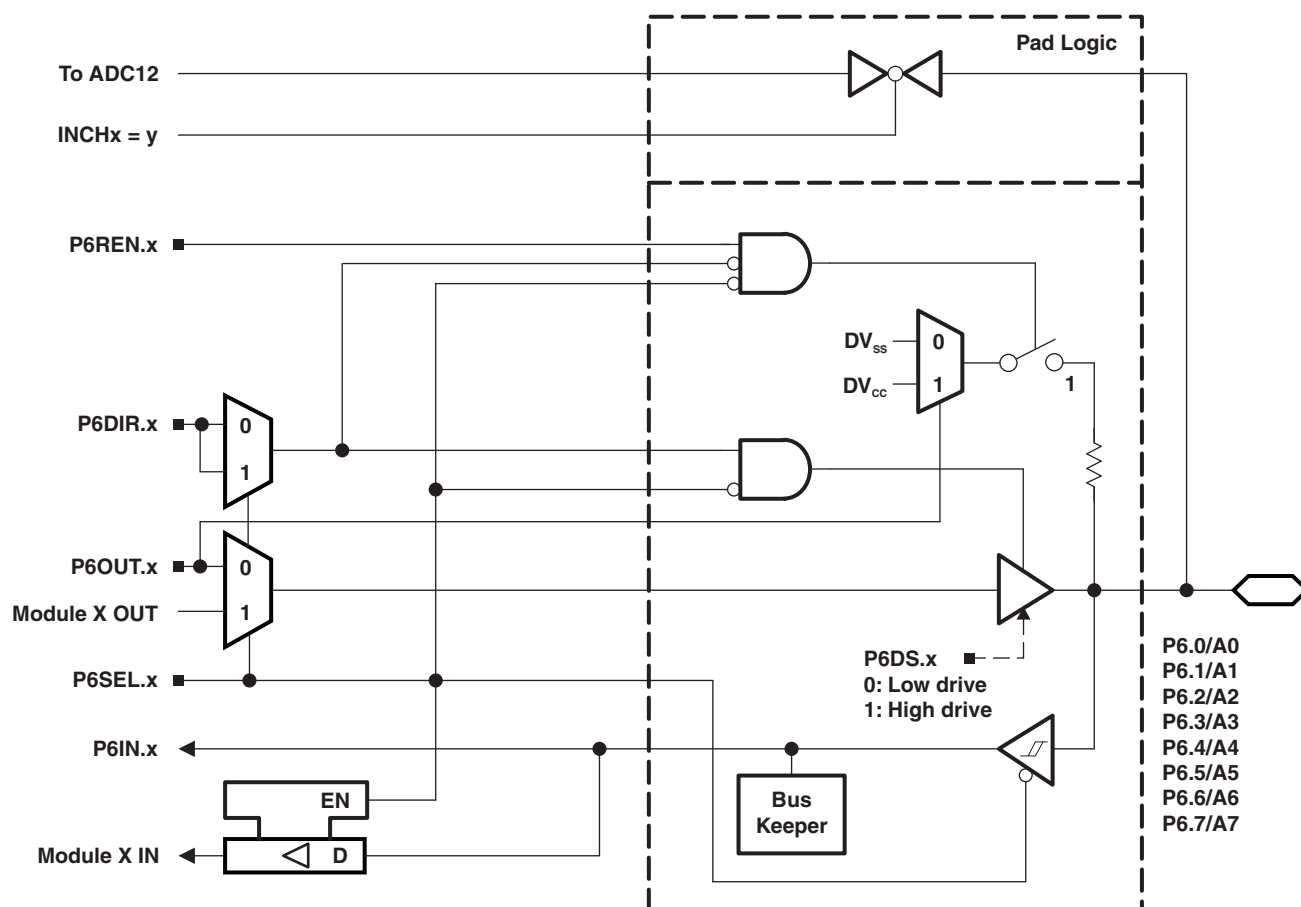 Pad Logic
To ADC12
INCHx = y
P6REN.x
DVSS
0
DVCC
1
1
P6DIR.x
0
1
P6OUT.x
0
Module X OUT
1
P6DS.x
0: Low drive
1: High drive
P6SEL.x
P6.0/A0
P6.1/A1
P6.2/A2
P6.3/A3
P6.4/A4
P6.5/A5
P6.6/A6
P6.7/A7
P6IN.x
EN
Bus
Keeper
Module X IN
D